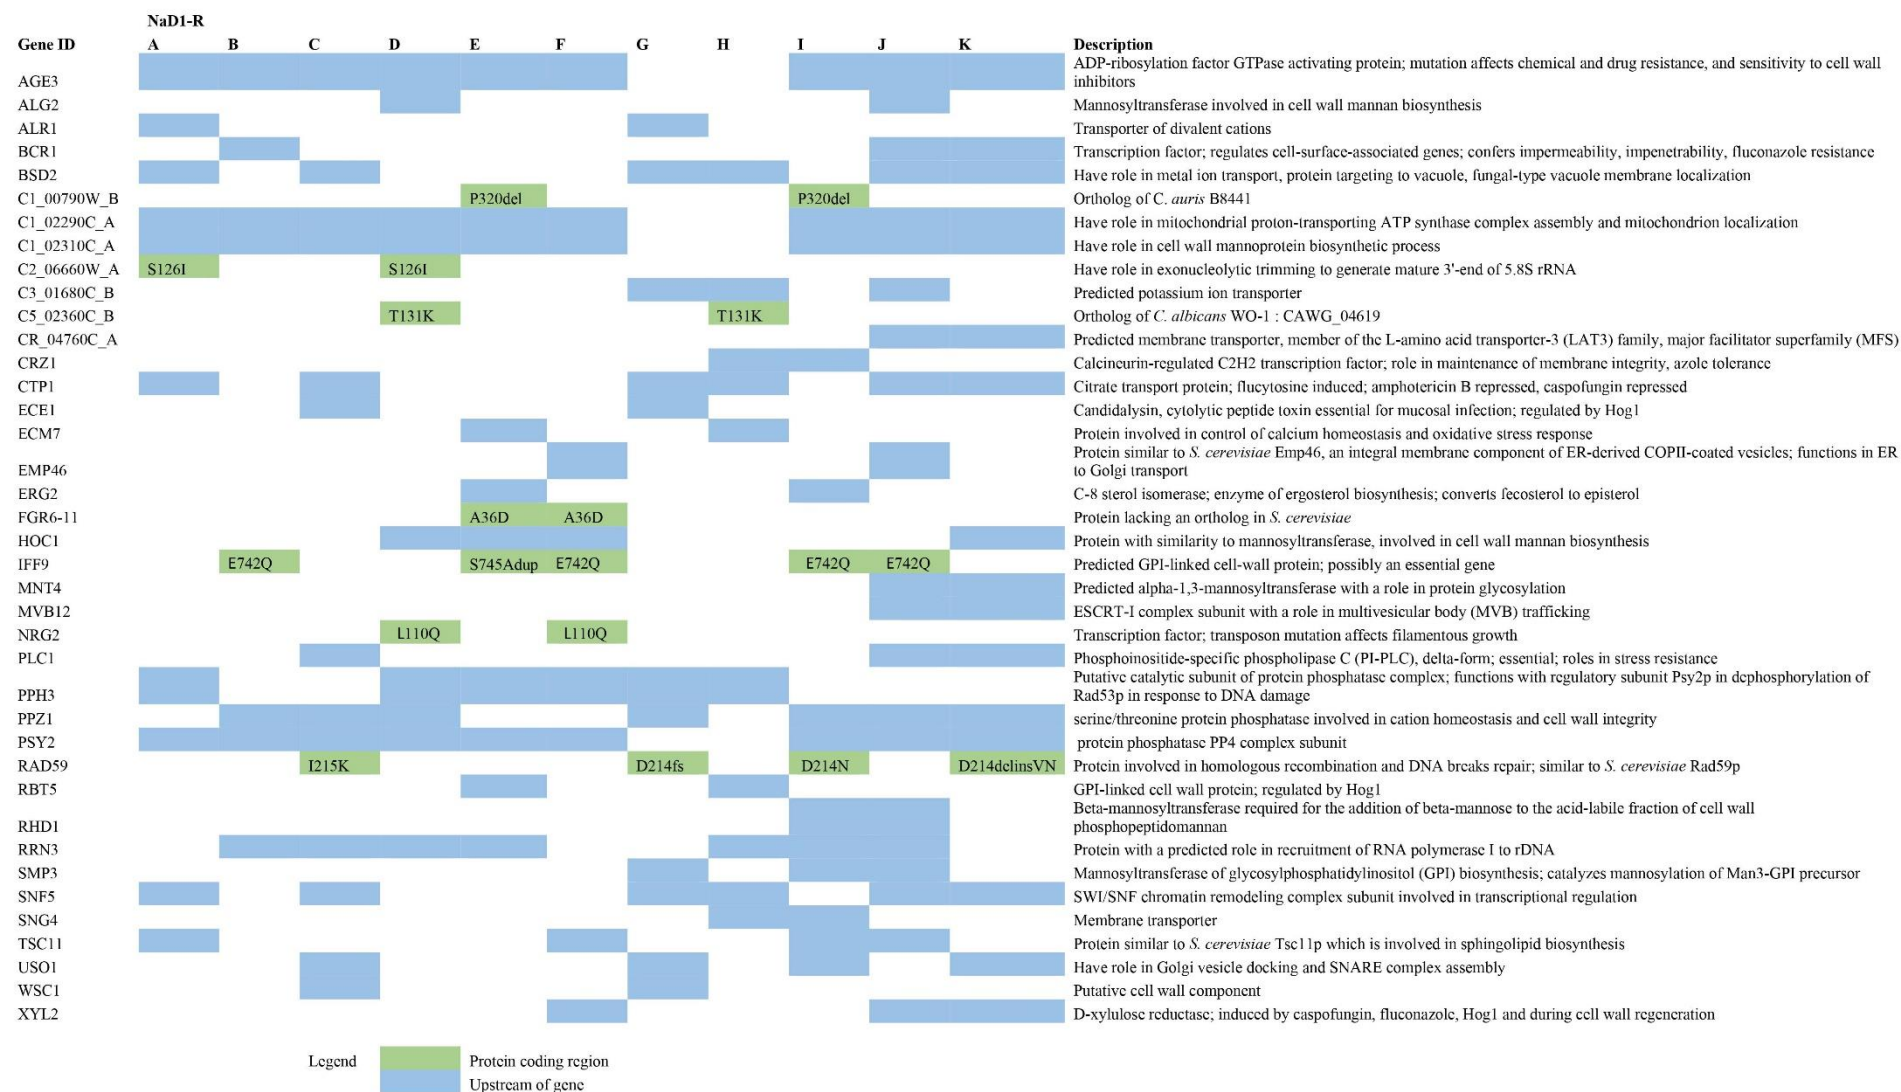 NaD1-R
Gene ID A B C D E F G H I J K Description
AGE3 ADP-ribosylation factor GTPase activating protein; mutation affects chemical and drug resistance, and sensitivity to cell wall
inhibitors
ALG2 Mannosyltransferase involved in cell wall mannan biosynthesis
ALR1 Transporter of divalent cations
BCR1 Transcription factor; regulates cell-surface-associated genes; confers impermeability, impenetrability, fluconazole resistance
BSD2 Have role in metal ion transport, protein targeting to vacuole, fungal-type vacuole membrane localization
C1_00790W_B P320del P320del Ortholog of C. auris B8441
C1_02290C_A Have role in mitochondrial proton-transporting ATP synthase complex assembly and mitochondrion localization
C1_02310C_A Have role in cell wall mannoprotein biosynthetic process
C2_06660W_A S126I S126I Have role in exonucleolytic trimming to generate mature 3'-end of 5.8S rRNA
C3_01680C_B Predicted potassium ion transporter
C5_02360C_B T131K T131K Ortholog of C. albicans WO-1 : CAWG_04619
CR_04760C_A Predicted membrane transporter, member of the L-amino acid transporter-3 (LAT3) family, major facilitator superfamily (MFS)
CRZ1 Calcineurin-regulated C2H2 transcription factor; role in maintenance of membrane integrity, azole tolerance
CTP1 Citrate transport protein; flucytosine induced; amphotericin B repressed, caspofungin repressed
ECE1 Candidalysin, cytolytic peptide toxin essential for mucosal infection; regulated by Hog1
ECM7 Protein involved in control of calcium homeostasis and oxidative stress response
EMP46 Protein similar to S. cerevisiae Emp46, an integral membrane component of ER-derived COPII-coated vesicles; functions in ER
to Golgi transport
ERG2 C-8 sterol isomerase; enzyme of ergosterol biosynthesis; converts fecosterol to episterol
FGR6-11 A36D A36D Protein lacking an ortholog in S. cerevisiae
HOC1 Protein with similarity to mannosyltransferase, involved in cell wall mannan biosynthesis
IFF9 E742Q S745Adup E742Q E742Q E742Q Predicted GPI-linked cell-wall protein; possibly an essential gene
MNT4 Predicted alpha-1,3-mannosyltransferase with a role in protein glycosylation
MVB12 ESCRT-I complex subunit with a role in multivesicular body (MVB) trafficking
NRG2 L110Q L110Q Transcription factor; transposon mutation affects filamentous growth
PLC1 Phosphoinositide-specific phospholipase C (PI-PLC), delta-form; essential; roles in stress resistance
PPH3 Putative catalytic subunit of protein phosphatase complex; functions with regulatory subunit Psy2p in dephosphorylation of
Rad53p in response to DNA damage
PPZ1 serine/threonine protein phosphatase involved in cation homeostasis and cell wall integrity
PSY2 protein phosphatase PP4 complex subunit
RAD59 I215K D214fs D214N D214delinsVN Protein involved in homologous recombination and DNA breaks repair; similar to S. cerevisiae Rad59p
RBT5 GPI-linked cell wall protein; regulated by Hog1
RHD1 Beta-mannosyltransferase required for the addition of beta-mannose to the acid-labile fraction of cell wall
phosphopeptidomannan
RRN3 Protein with a predicted role in recruitment of RNA polymerase I to rDNA
SMP3 Mannosyltransferase of glycosylphosphatidylinositol (GPI) biosynthesis; catalyzes mannosylation of Man3-GPI precursor
SNF5 SWI/SNF chromatin remodeling complex subunit involved in transcriptional regulation
SNG4 Membrane transporter
TSC11 Protein similar to S. cerevisiae Tsc11p which is involved in sphingolipid biosynthesis
USO1 Have role in Golgi vesicle docking and SNARE complex assembly
WSC1 Putative cell wall component
XYL2 D-xylulose reductase; induced by caspofungin, fluconazole, Hog1 and during cell wall regeneration
Legend Protein coding region
Upstream of gene